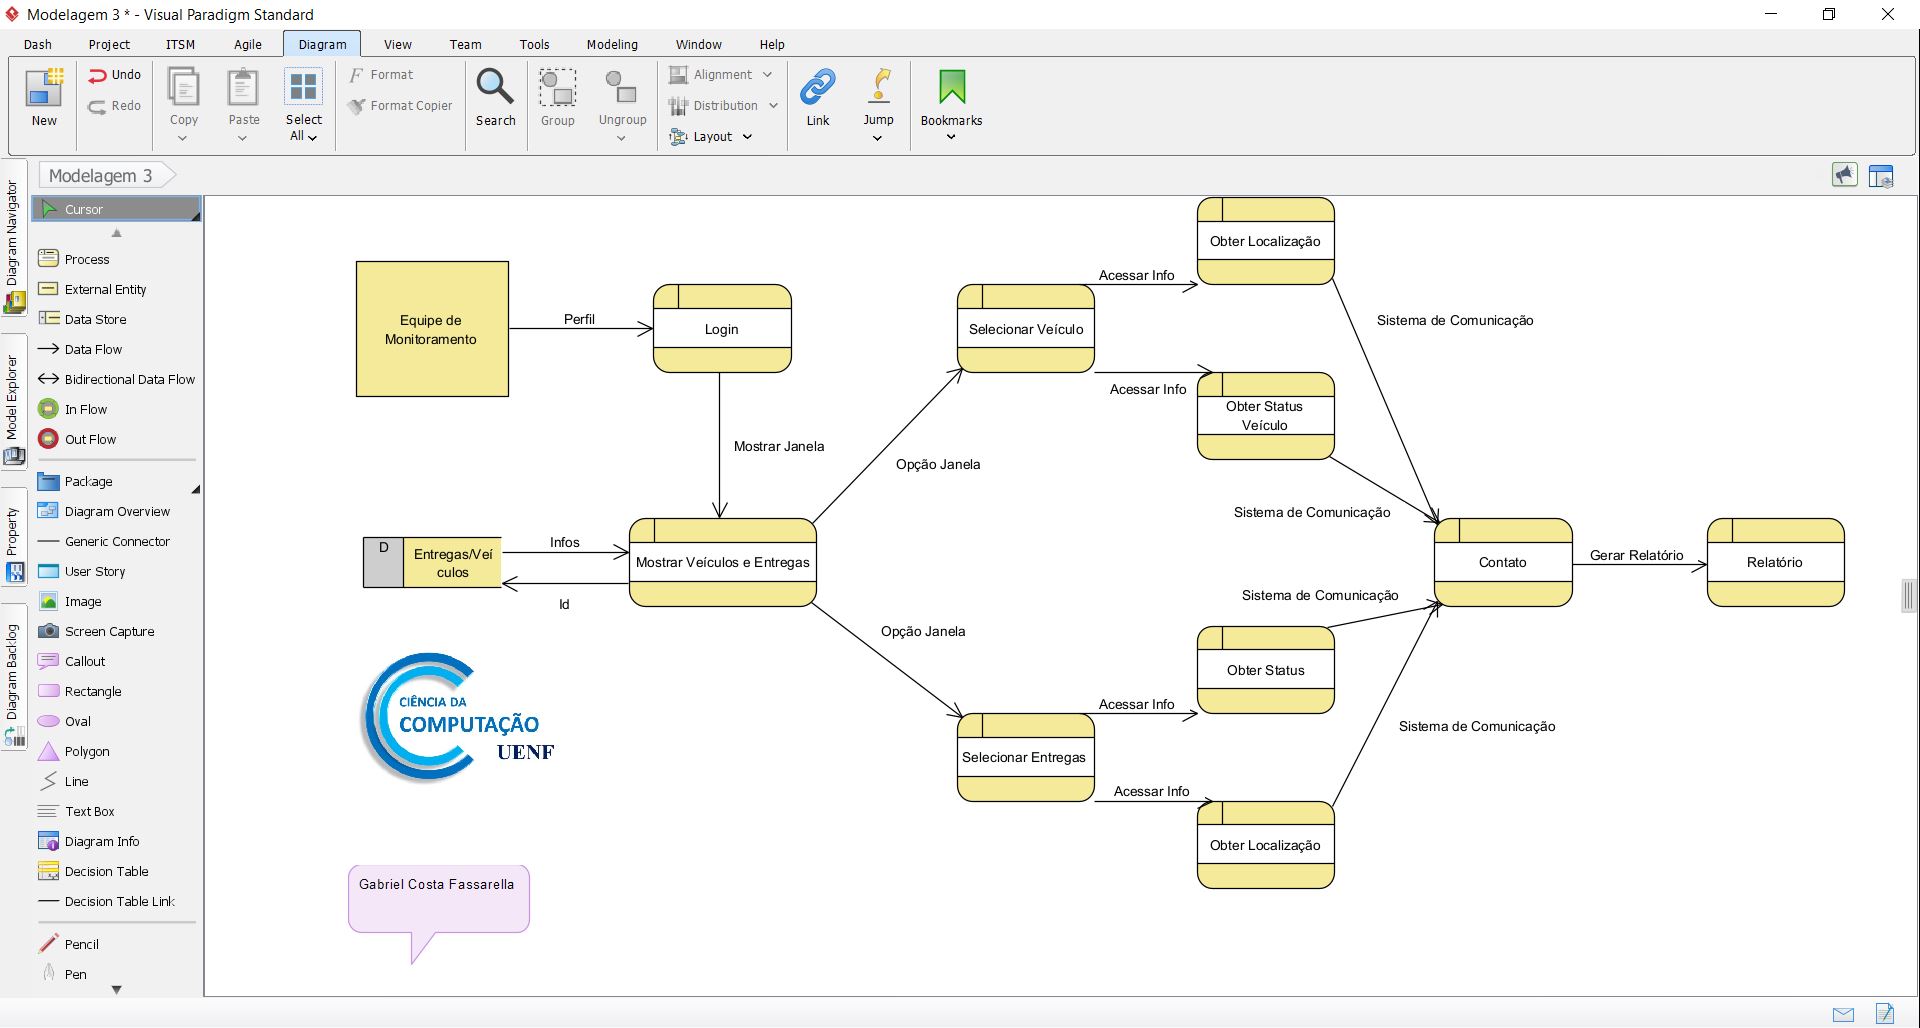 Modelagem 3 * - Visual Paradigm Standard
Dash Project ITSM Agile Diagram View Team Tools Modeling Window Help
New
Undo
Redo
Copy
Paste
Select
All
Format
Format Copier
Search
Group
Ungroup
Alignment
Distribution
Layout
Link
Jump
Bookmarks
Modelagem 3
Diagram Navigator
Model Explorer
Property
Diagram Backlog
Cursor
Process
External Entity
Data Store
Data Flow
Bidirectional Data Flow
In Flow
Out Flow
Package
Diagram Overview
Generic Connector
User Story
Image
Screen Capture
Callout
Rectangle
Oval
Polygon
Line
Text Box
Diagram Info
Decision Table
Decision Table Link
Pencil
Pen
Equipe de
Monitoramento
Perfil
Login
Mostrar Janela
D
Entregas/Veí
culos
Infos
Id
Mostrar Veículos e Entregas
Opção Janela
Opção Janela
Selecionar Veículo
Acessar Info
Acessar Info
Obter Localização
Obter Status
Veículo
Sistema de Comunicação
Sistema de Comunicação
Selecionar Entregas
Acessar Info
Acessar Info
Obter Status
Obter Localização
Sistema de Comunicação
Sistema de Comunicação
Contato
Gerar Relatório
Relatório
CIÊNCIA DA
COMPUTAÇÃO
UENF
Gabriel Costa Fassarella